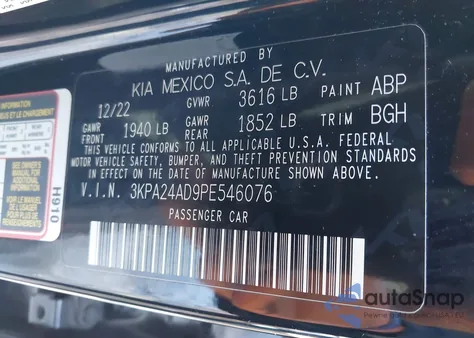 MANUFACTURED BY
KIA MEXICO S.A. DE C.V.
12/22 GVWR 3616 LB PAINT ABP
GAWR FRONT 1940 LB GAWR REAR 1852 LB TRIM BGH
THIS VEHICLE CONFORMS TO ALL APPLICABLE U.S.A. FEDERAL
MOTOR VEHICLE SAFETY, BUMPER, AND THEFT PREVENTION STANDARDS
IN EFFECT ON THE DATE OF MANUFACTURE SHOWN ABOVE.
V.I.N. 3KPA24AD9PE546076
PASSENGER CAR
H910
autoSnap